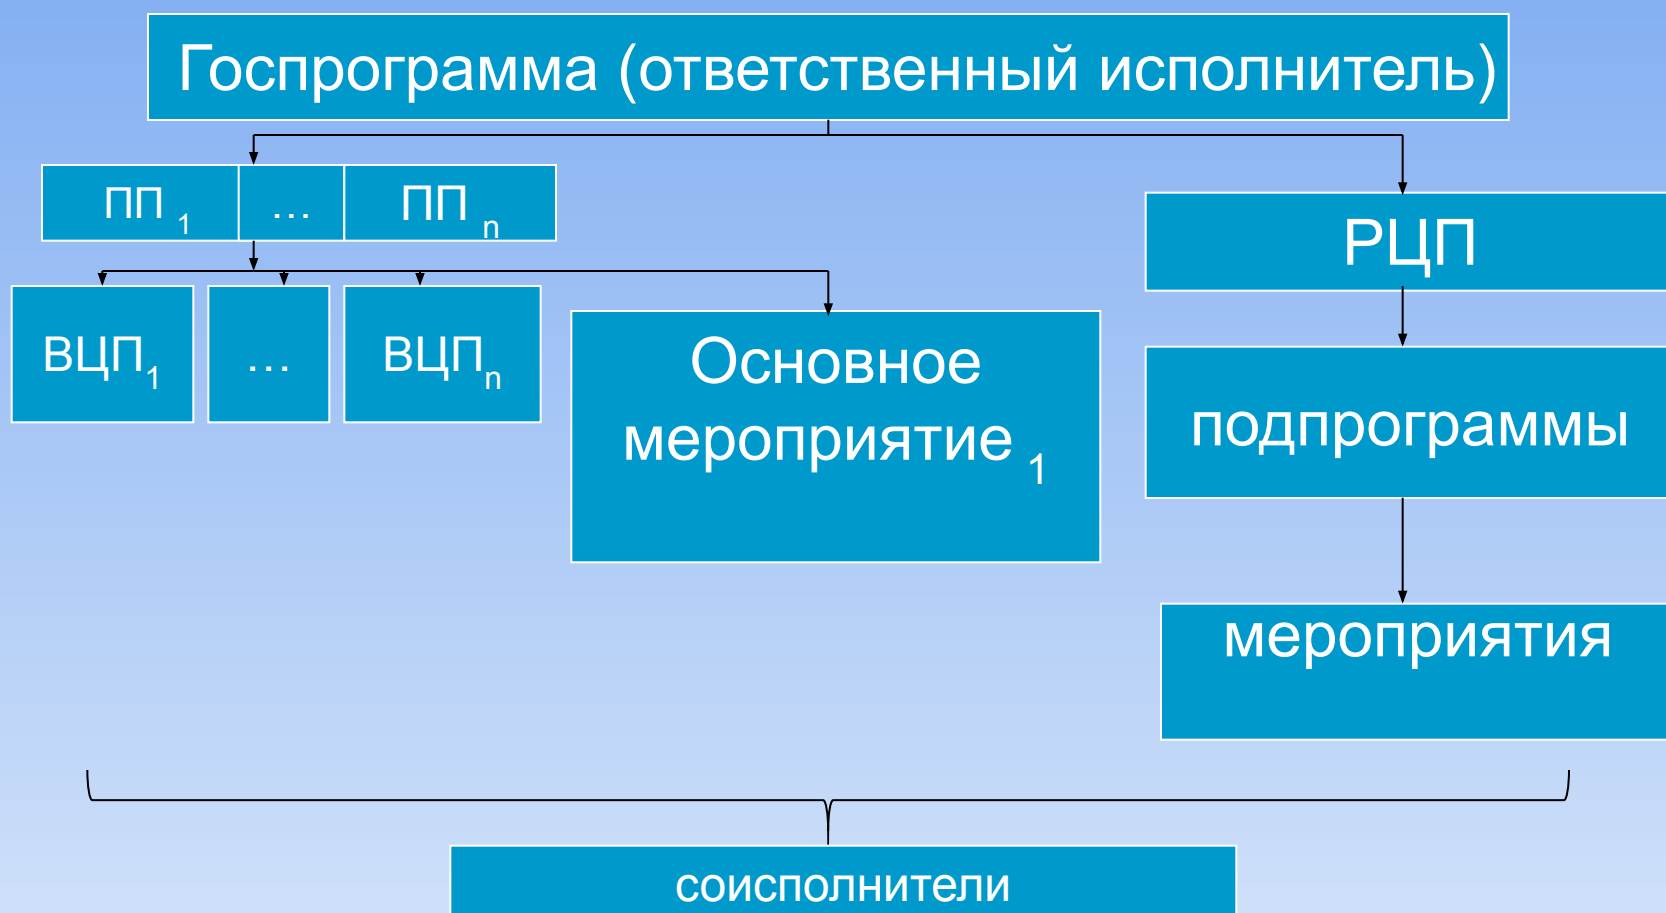 Госпрограмма (ответственный исполнитель)
ПП 1
…
ПП n
РЦП
ВЦП1
…
ВЦПn
Основное
мероприятие 1
подпрограммы
мероприятия
соисполнители